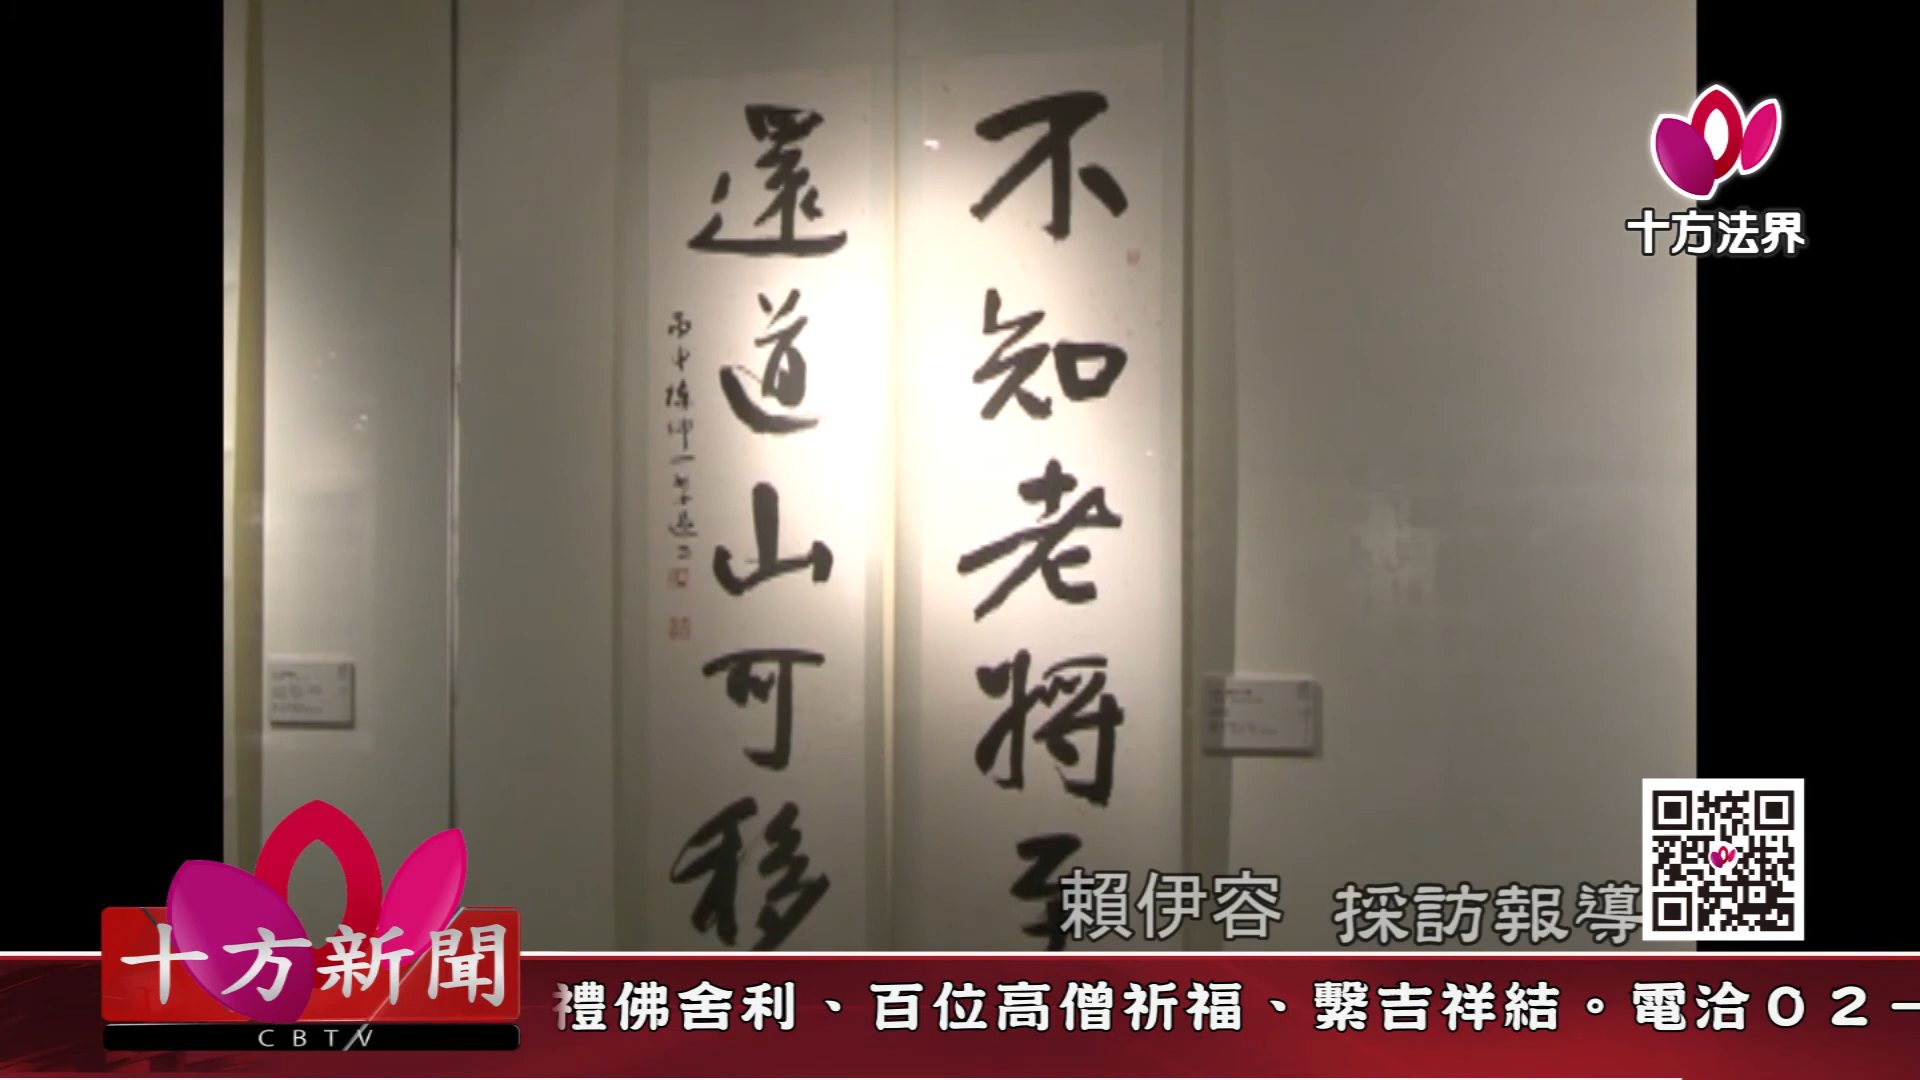 不知老將至
還道山可移
十方法界
賴伊容 採訪報導
十方新聞
CBTV
禮佛舍利、百位高僧祈福、繫吉祥結。電洽02-